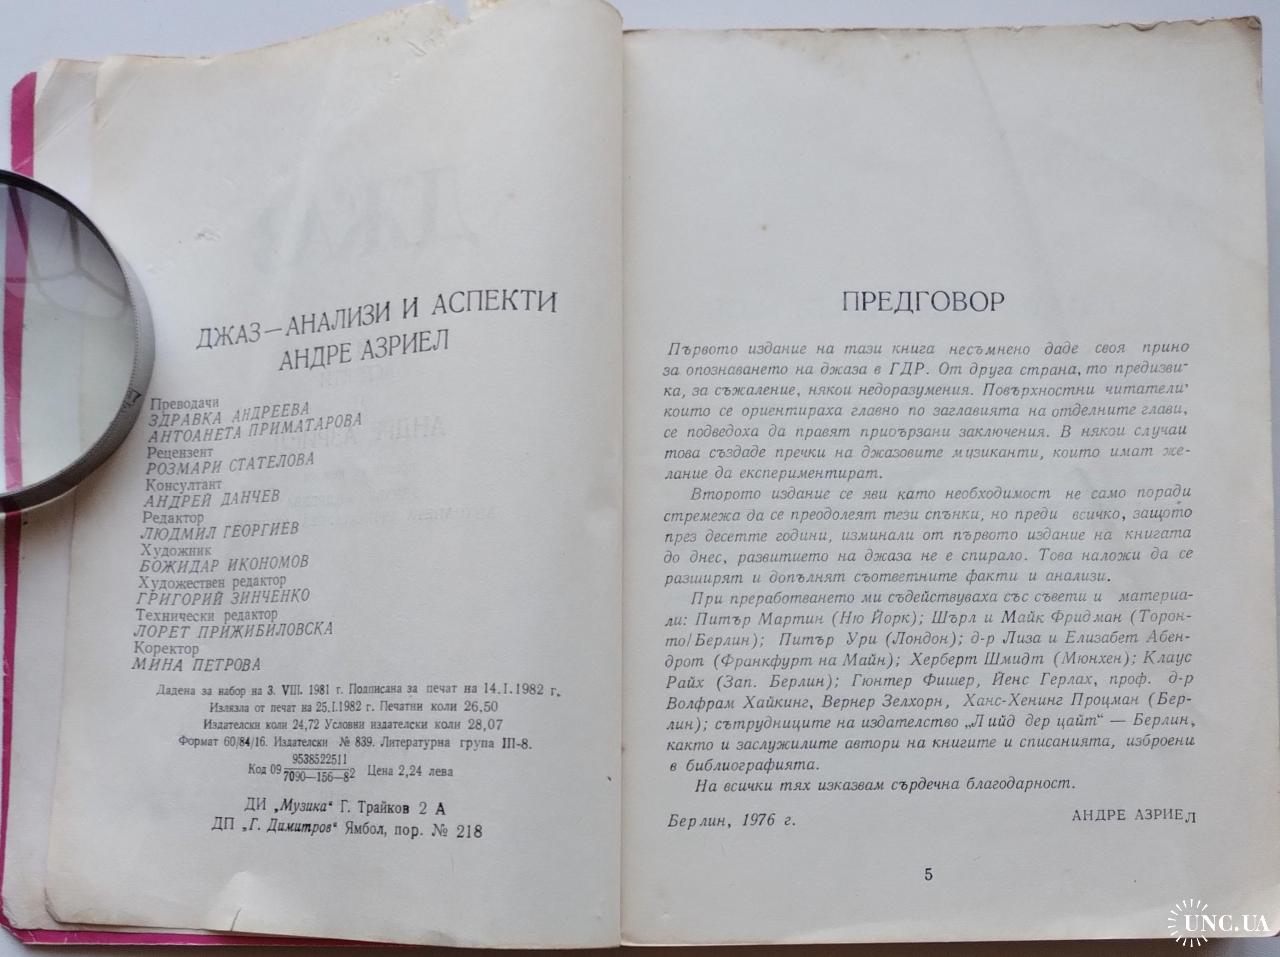 ДЖАЗ — АНАЛИЗИ И АСПЕКТИ
АНДРЕ АЗРИЕЛ
Преводачи
ЗДРАВКА АНДРЕЕВА
АНТОАНЕТА ПРИМАТАРОВА
Рецензент
РОЗМАРИ СТАТЕЛОВА
Консултант
АНДРЕЙ ДАНЧЕВ
Редактор
ЛЮДМИЛ ГЕОРГИЕВ
Художник
БОЖИДАР ИКОНОМОВ
Художествен редактор
ГРИГОРИЙ ЗИНЧЕНКО
Технически редактор
ЛОРЕТ ПРИЖИБИЛОВСКА
Коректор
МИНА ПЕТРОВА
Дадена за набор на 3. VIII. 1981 г. Подписана за печат на 14.I.1982 г.
Излязла от печат на 25.I.1982 г. Печатни коли 26,50
Издателски коли 24,72 Условни издателски коли 28,07
Формат 60/84/16. Издателски № 839. Литературна група III-8.
Код 09 9538522511/7090—156—82 Цена 2,24 лева
ДИ „Музика“ Г. Трайков 2 А
ДП „Г. Димитров“ Ямбол, пор. № 218
ПРЕДГОВОР
Първото издание на тази книга несъмнено даде своя прино
за опознаването на джаза в ГДР. От друга страна, то предизви-
ка, за съжаление, някои недоразумения. Повърхностни читатели,
които се ориентираха главно по заглавията на отделните глави,
се подведоха да правят приоързани заключения. В някои случаи
това създаде пречки на джазовите музиканти, които имат же-
лание да експериментират.
Второто издание се яви като необходимост не само поради
стремежа да се преодолеят тези спънки, но преди всичко, защото
през десетте години, изминали от първото издание на книгата
до днес, развитието на джаза не е спирало. Това наложи да се
разширят и допълнят съответните факти и анализи.
При преработването ми съдействуваха със съвети и материа-
ли: Питър Мартин (Ню Йорк); Шърл и Майк Фридман (Торон-
то/Берлин); Питър Ури (Лондон); д-р Лиза и Елизабет Абен-
дрот (Франкфурт на Майн); Херберт Шмидт (Мюнхен); Клаус
Райх (Зап. Берлин); Гюнтер Фишер, Йенс Герлах, проф. д-р
Волфрам Хайкинг, Вернер Зелхорн, Ханс-Хенинг Процман (Бер-
лин); сътрудниците на издателство „Лийд дер цайт“ — Берлин,
както и заслужилите автори на книгите и списанията, изброени
в библиографията.
На всички тях изказвам сърдечна благодарност.
Берлин, 1976 г.
АНДРЕ АЗРИЕЛ
5
UNC.UA